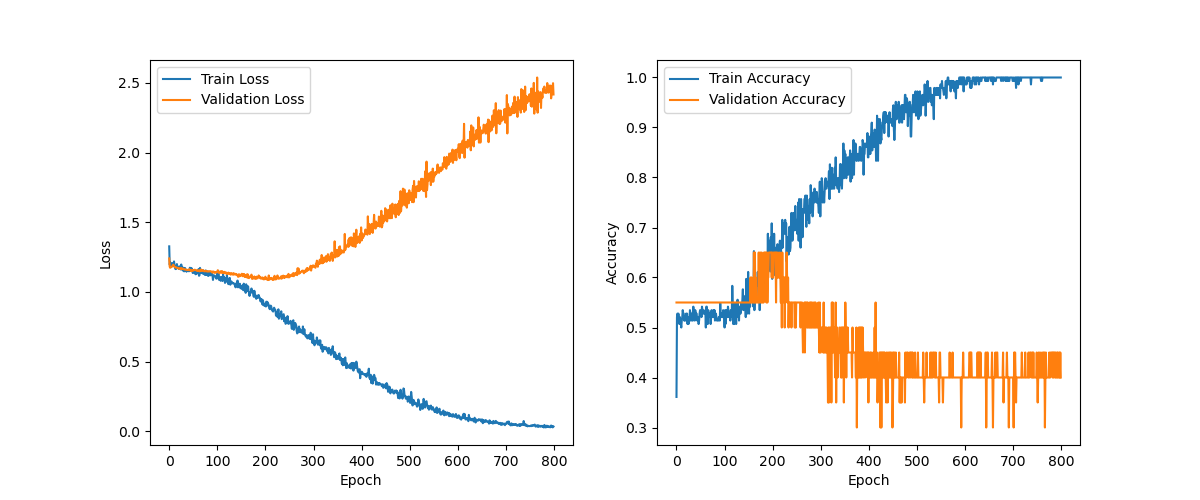 Train Loss
Validation Loss
2.5
2.0
1.5
1.0
0.5
0.0
Loss
0 100 200 300 400 500 600 700 800
Epoch
Train Accuracy
Validation Accuracy
1.0
0.9
0.8
0.7
0.6
0.5
0.4
0.3
Accuracy
0 100 200 300 400 500 600 700 800
Epoch